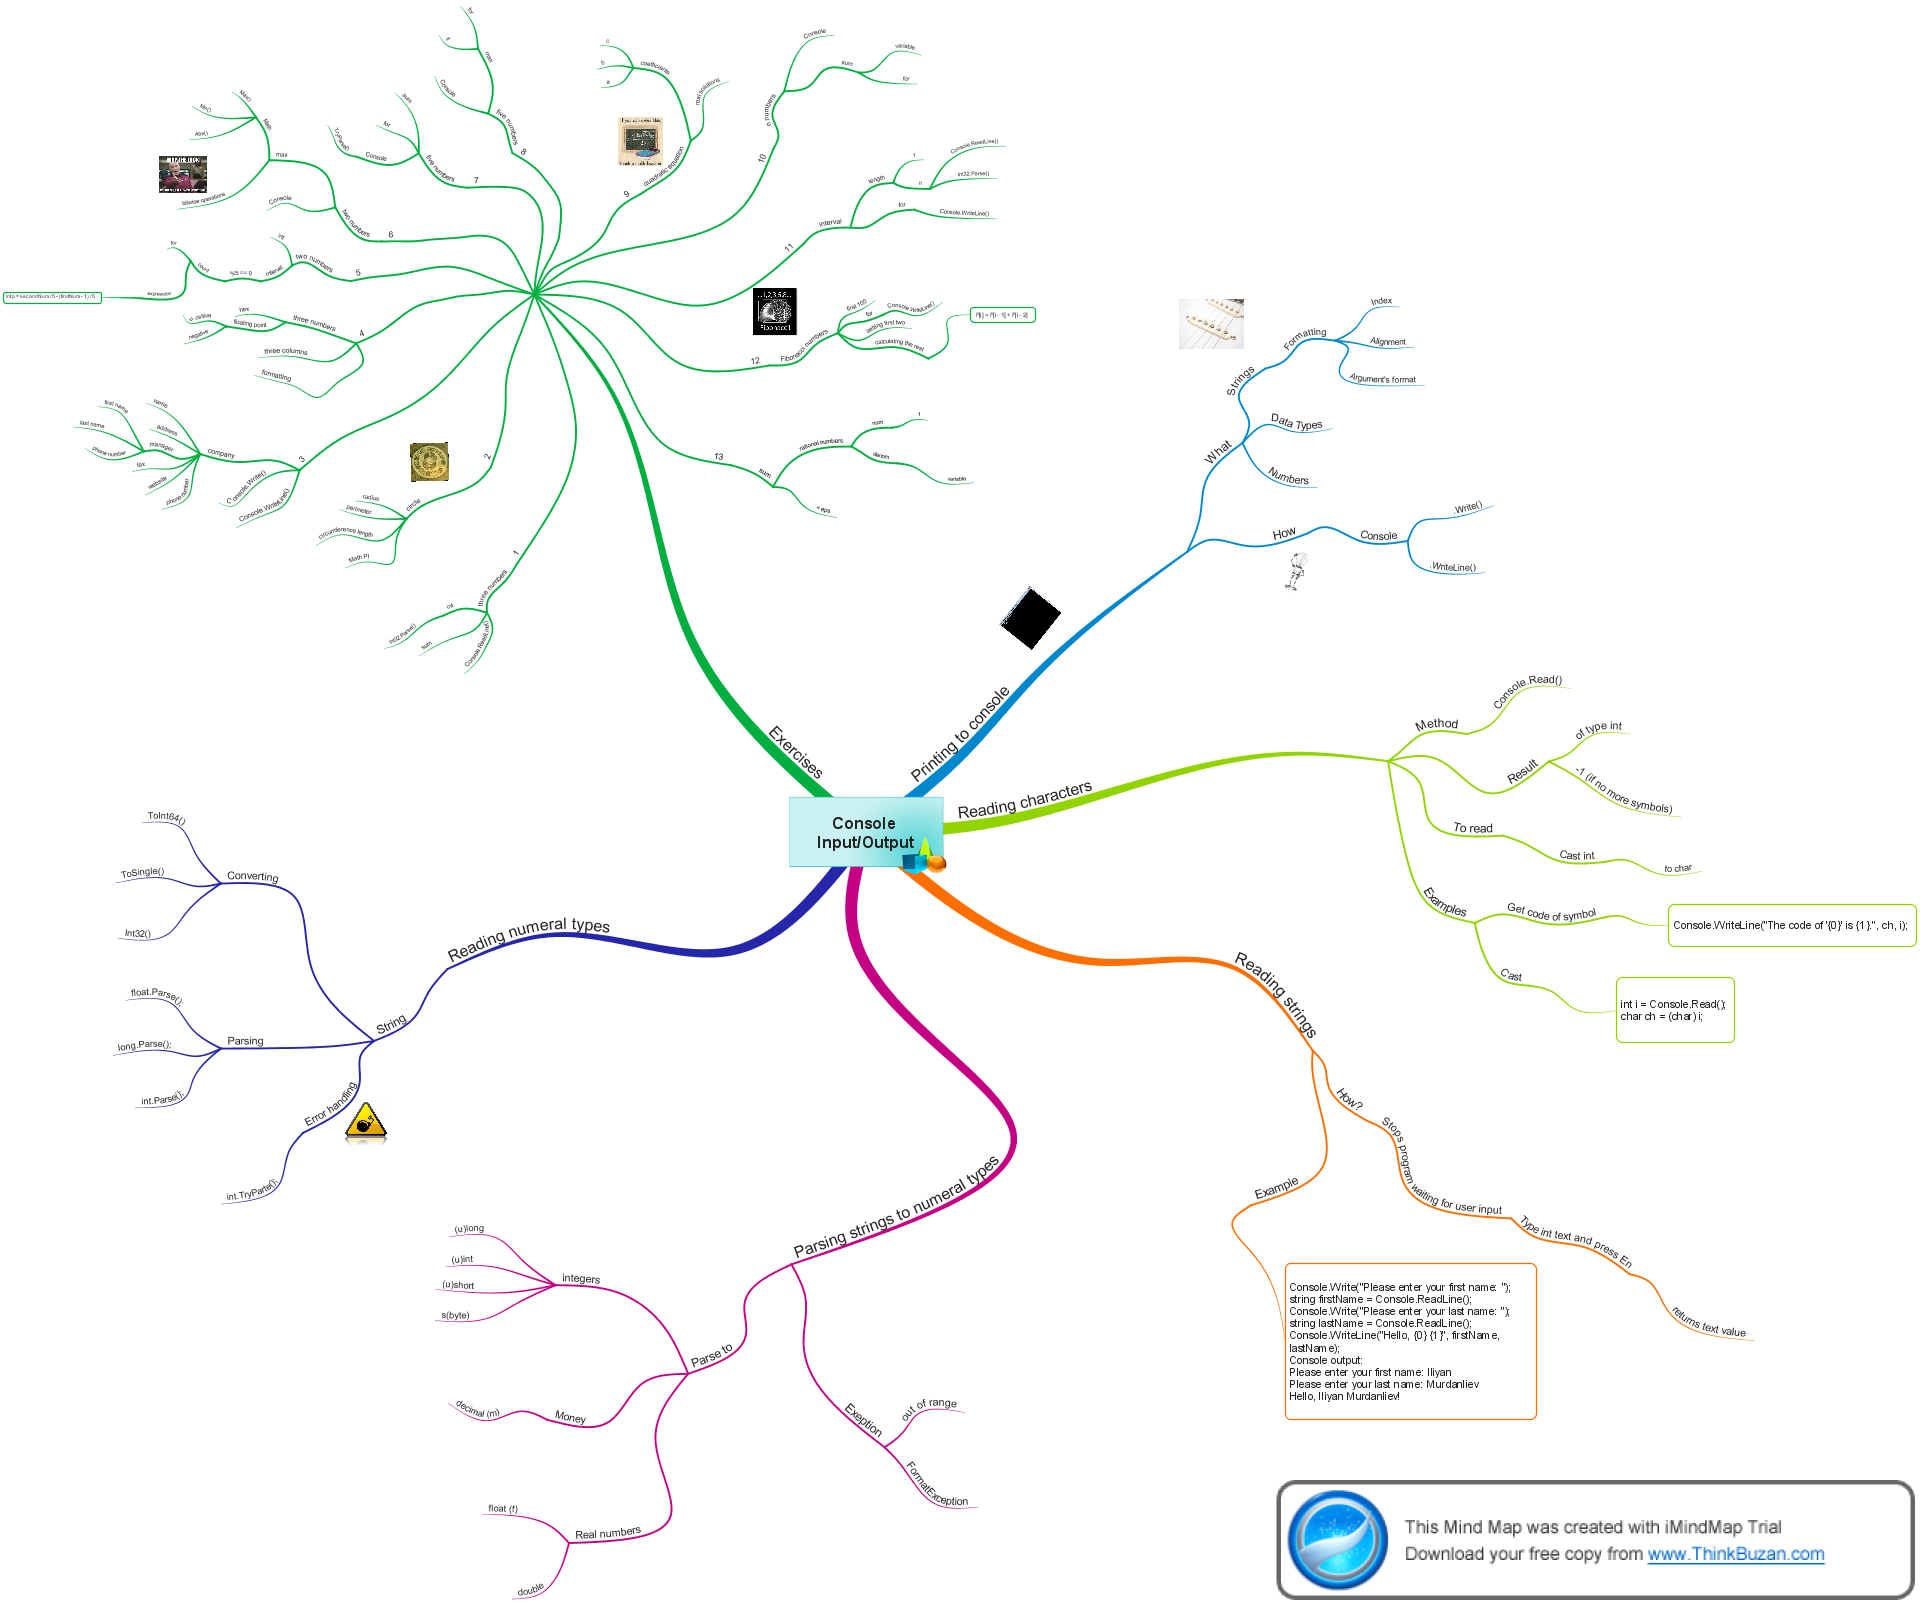 Console
Input/Output
Exercises
1
three numbers
int
Int32.Parse()
sum
Console.ReadLine()
2
circle
radius
perimeter
circumference length
Math.PI
3
company
name
address
manager
first name
last name
phone number
fax
website
phone number
Console.Write()
Console.WriteLine()
4
three numbers
hex
floating point
negative
three columns
formatting
5
two numbers
int
interval
%5 == 0
count
for
expression
int p = secondNum / 5 - (firstNum - 1) / 5
6
two numbers
Console
max
Math
Max()
Min()
Abs()
bitwise operations
7
five numbers
sum
for
Console
TryParse()
8
five numbers
Console
max
if
for
9
quadratic equation
coefficients
c
b
a
real solutions
10
n numbers
Console
sum
variable
for
11
interval
length
1
n
Console.ReadLine()
Int32.Parse()
for
Console.WriteLine()
12
Fibonacci numbers
first 100
for
Console.WriteLine()
getting first two
calculating the rest
F[i] = F[i - 1] + F[i - 2]
Fibonacci
13
sum
rational numbers
num
1
denom
variable
< eps
Printing to console
What
Strings
Formatting
Index
Alignment
Argument's format
Data Types
Numbers
How
Console
.Write()
.WriteLine()
Reading characters
Method
Console.Read()
Result
of type int
-1 (if no more symbols)
To read
Cast int
to char
Examples
Get code of symbol
Console.WriteLine("The code of '{0}' is {1}.", ch, i);
Cast
int i = Console.Read();
char ch = (char) i;
Reading strings
How?
Stops program waiting for user input
Type int text and press En
returns text value
Example
Console.Write("Please enter your first name: ");
string firstName = Console.ReadLine();
Console.Write("Please enter your last name: ");
string lastName = Console.ReadLine();
Console.WriteLine("Hello, {0} {1}!", firstName,
lastName);
Console output:
Please enter your first name: Iliyan
Please enter your last name: Murdanliev
Hello, Iliyan Murdanliev!
Parsing strings to numeral types
Parse to
integers
(u)long
(u)int
(u)short
s(byte)
Money
decimal (m)
Real numbers
float (f)
double
Exeption
out of range
FormatException
Reading numeral types
String
Converting
ToInt64()
ToSingle()
Int32()
Parsing
float.Parse();
long.Parse();
int.Parse();
Error handling
int.TryParte();
This Mind Map was created with iMindMap Trial
Download your free copy from www.ThinkBuzan.com